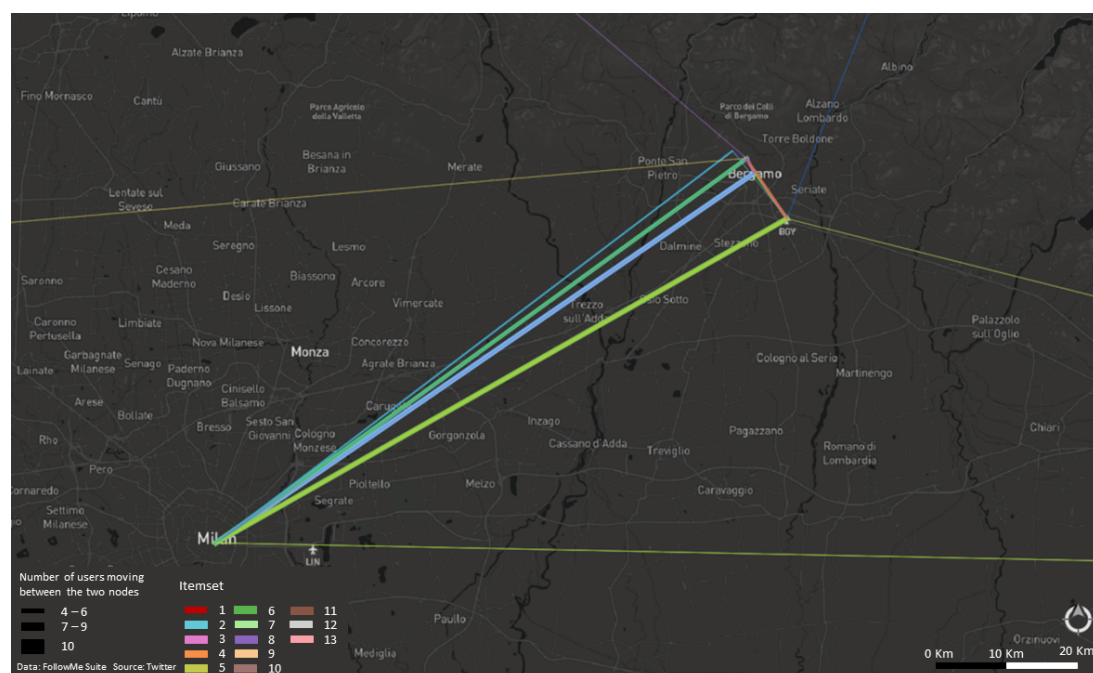 Alzate Brianza
Albino
Fino Mornasco
Cantù
Parco Agricolo
della Valletta
Parco dei Colli
di Bergamo
Alzano
Lombardo
Torre Boldone
Giussano
Besana in
Brianza
Merate
Ponte San
Pietro
Bergamo
Seriate
Lentate sul
Seveso
Carate Brianza
Meda
BGY
Seregno
Lesmo
Dalmine
Stezzano
Saronno
Cesano
Maderno
Biassono
Arcore
Desio
Lissone
Vimercate
Trezzo
sull'Adda
Osio Sotto
Caronno
Pertusella
Limbiate
Palazzolo
sull'Oglio
Nova Milanese
Monza
Concorezzo
Garbagnate
Milanese
Senago
Paderno
Dugnano
Agrate Brianza
Cologno al Serio
Lainate
Martinengo
Cinisello
Balsamo
Arese
Bollate
Bresso
Sesto San
Giovanni
Cologno
Monzese
Gorgonzola
Inzago
Cassano d'Adda
Treviglio
Pagazzano
Romano di
Lombardia
Chiari
Rho
Pero
Pioltello
Melzo
Caravaggio
Segrate
Settimo
Milanese
Milan
LIN
Number of users moving
between the two nodes
4 – 6
7 – 9
10
Itemset
1
2
3
4
5
6
7
8
9
10
11
12
13
Paullo
Mediglia
Orzinuovi
0 Km 10 Km 20 Km
Data: FollowMe Suite Source: Twitter